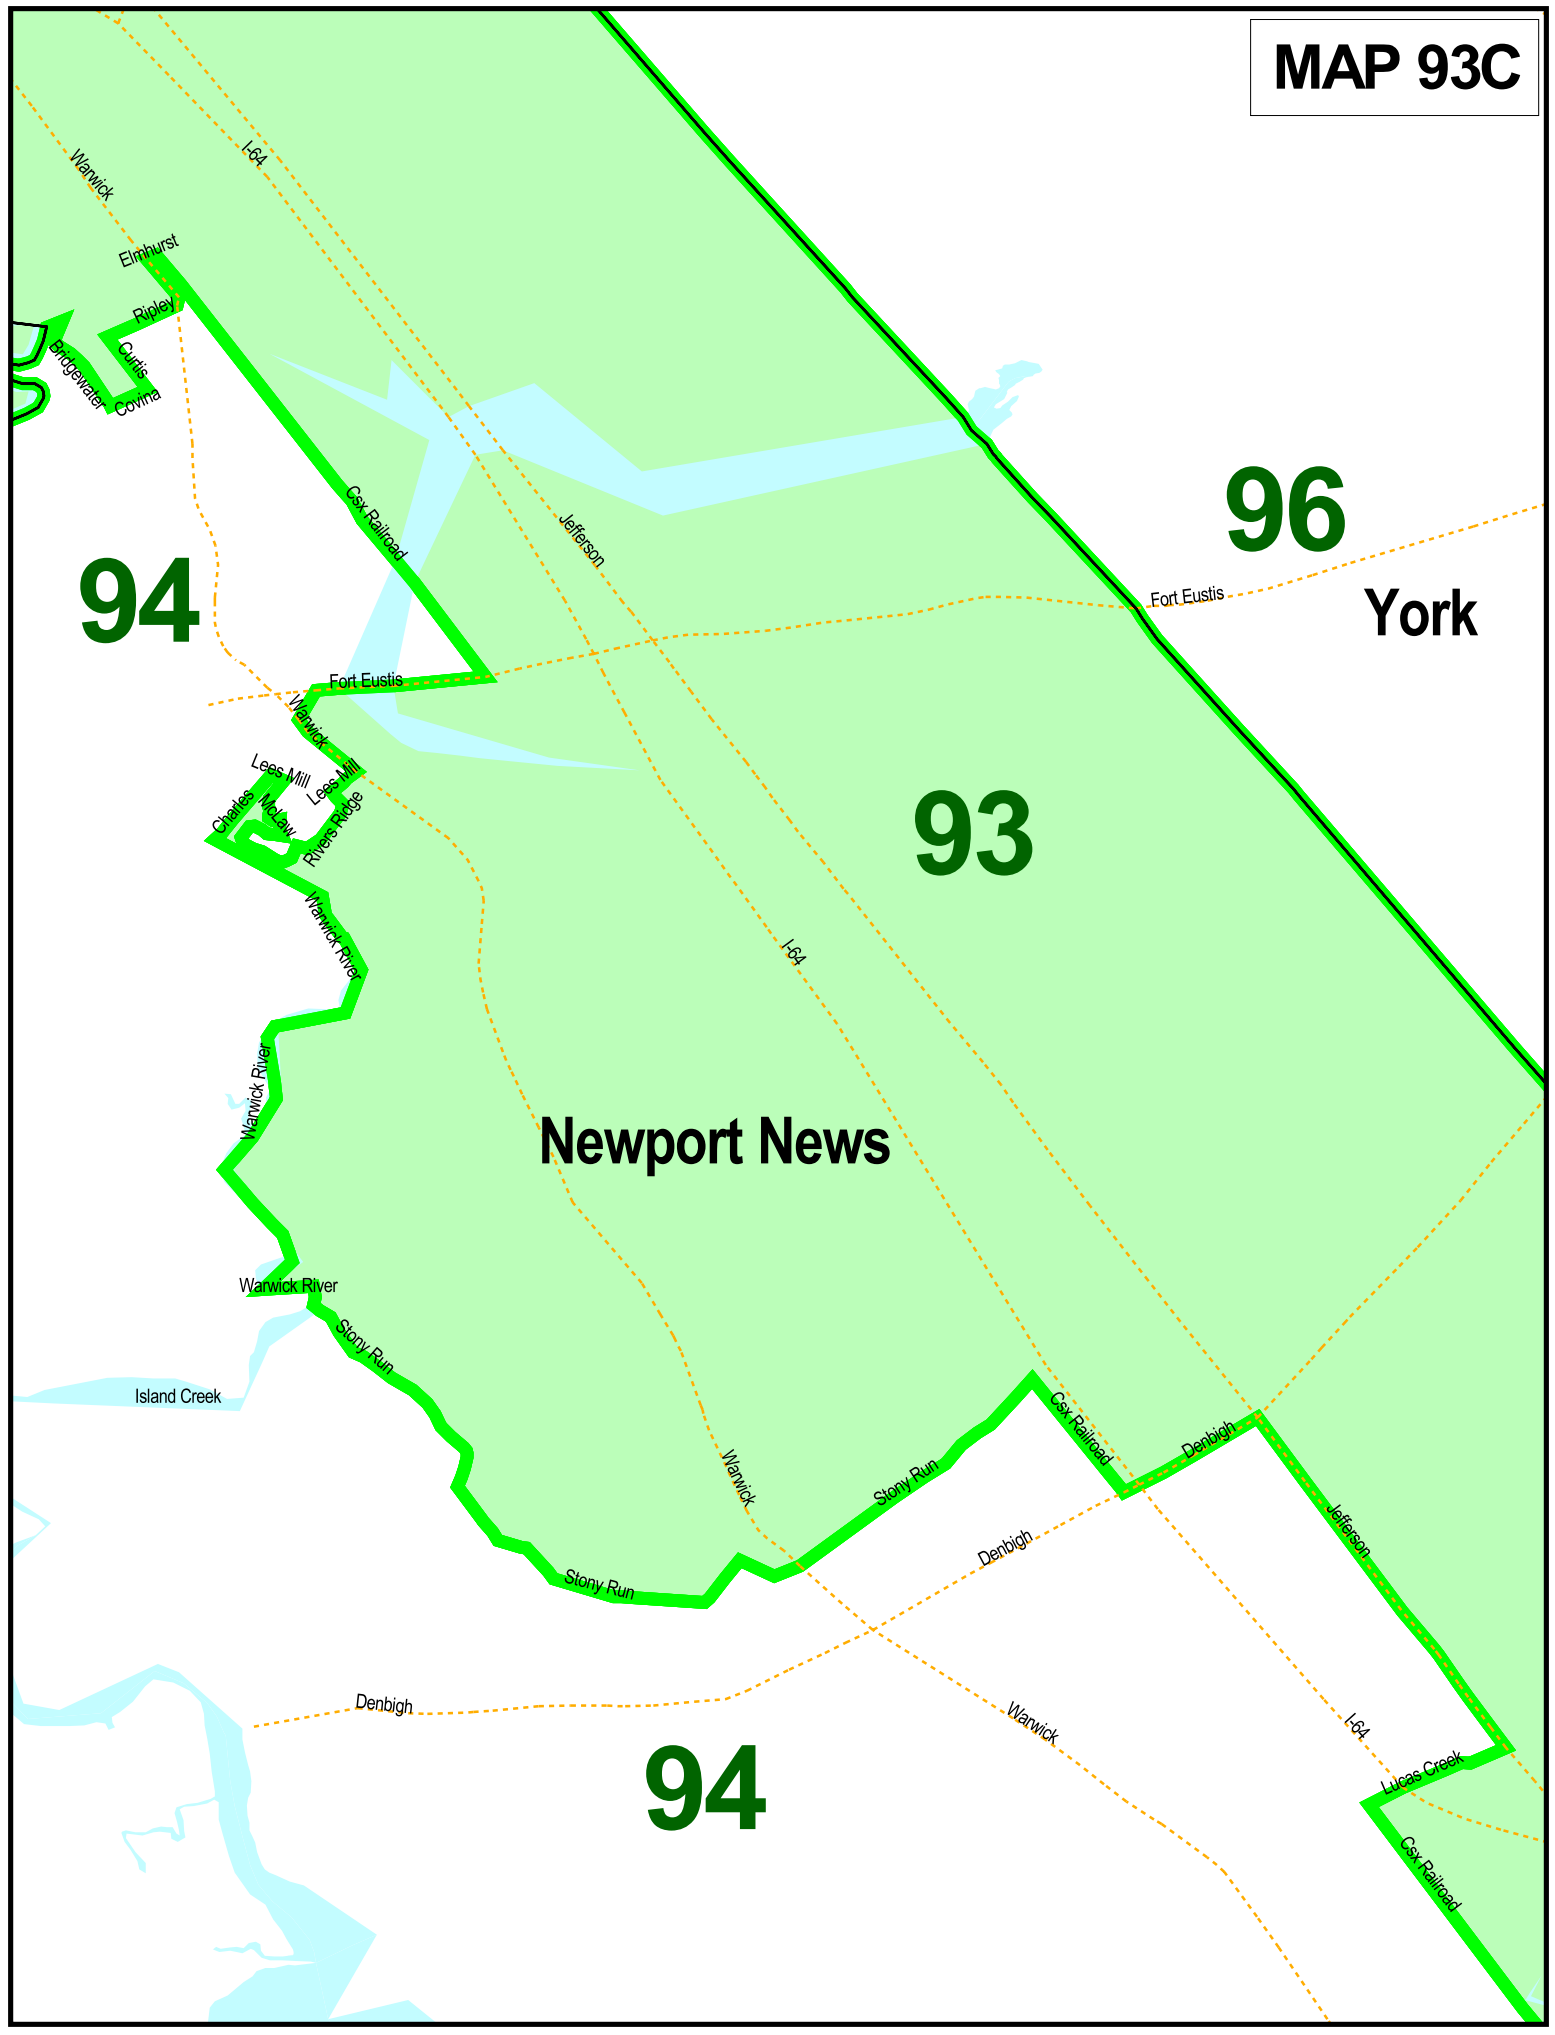 MAP 93C
I-64
Warwick
Elmhurst
Ripley
Curtis
Bridgewater
Covina
Csx Railroad
Jefferson
96
94
Fort Eustis
York
Fort Eustis
Warwick
Lees Mill
Lees Mill
Charles
McLaw
Rivers Ridge
93
Warwick River
I-64
Warwick River
Newport News
Warwick River
Stony Run
Island Creek
Csx Railroad
Denbigh
Warwick
Stony Run
Jefferson
Denbigh
Stony Run
Denbigh
Warwick
I-64
94
Lucas Creek
Csx Railroad